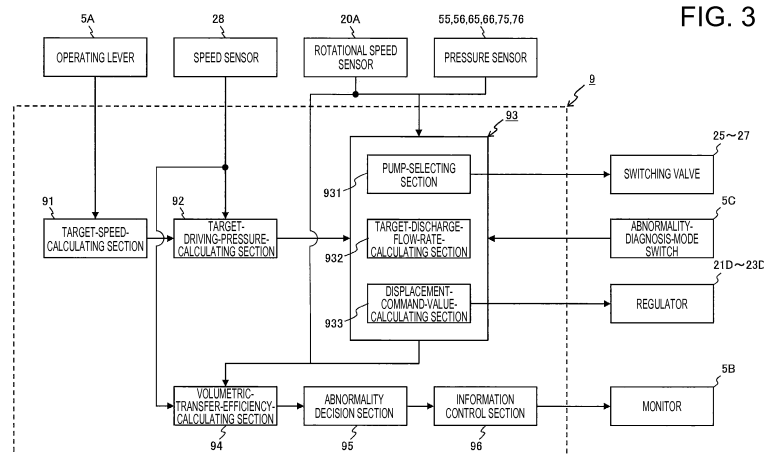 FIG. 3
5A
28
20A
55,56,65,66,75,76
OPERATING LEVER
SPEED SENSOR
ROTATIONAL SPEED
SENSOR
PRESSURE SENSOR
9
93
25~27
931
PUMP-SELECTING
SECTION
SWITCHING VALVE
91
92
5C
TARGET-SPEED-
CALCULATING SECTION
TARGET-
DRIVING-PRESSURE-
CALCULATING SECTION
932
TARGET-DISCHARGE-
FLOW-RATE-
CALCULATING SECTION
ABNORMALITY-
DIAGNOSIS-MODE
SWITCH
21D~23D
933
DISPLACEMENT-
COMMAND-VALUE-
CALCULATING SECTION
REGULATOR
5B
VOLUMETRIC-
TRANSFER-EFFICIENCY-
CALCULATING SECTION
ABNORMALITY
DECISION SECTION
INFORMATION
CONTROL SECTION
MONITOR
94
95
96